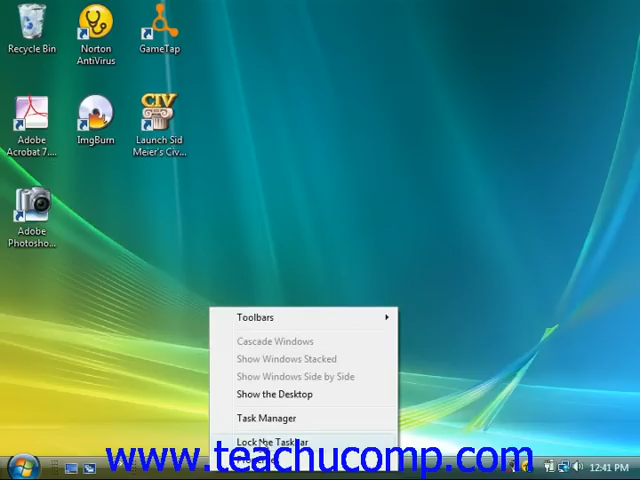 Recycle Bin
Norton
AntiVirus
GameTap
CIV
Adobe
Acrobat 7....
ImgBurn
Launch Sid
Meier's Civ...
Adobe
Photosho...
Toolbars
Cascade Windows
Show Windows Stacked
Show Windows Side by Side
Show the Desktop
Task Manager
Lock the Taskbar
www.teachucomp.com
12:41 PM